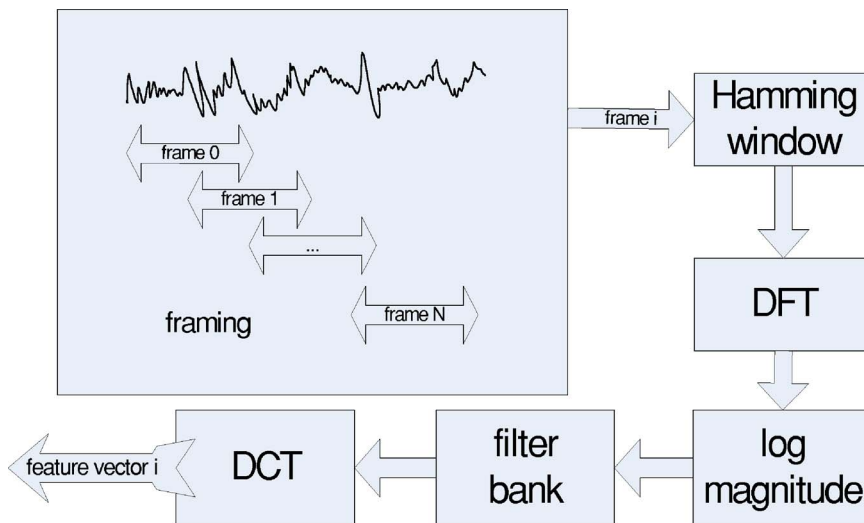 frame 0
frame 1
...
frame N
framing
frame i
Hamming
window
DFT
log
magnitude
filter
bank
DCT
feature vector i